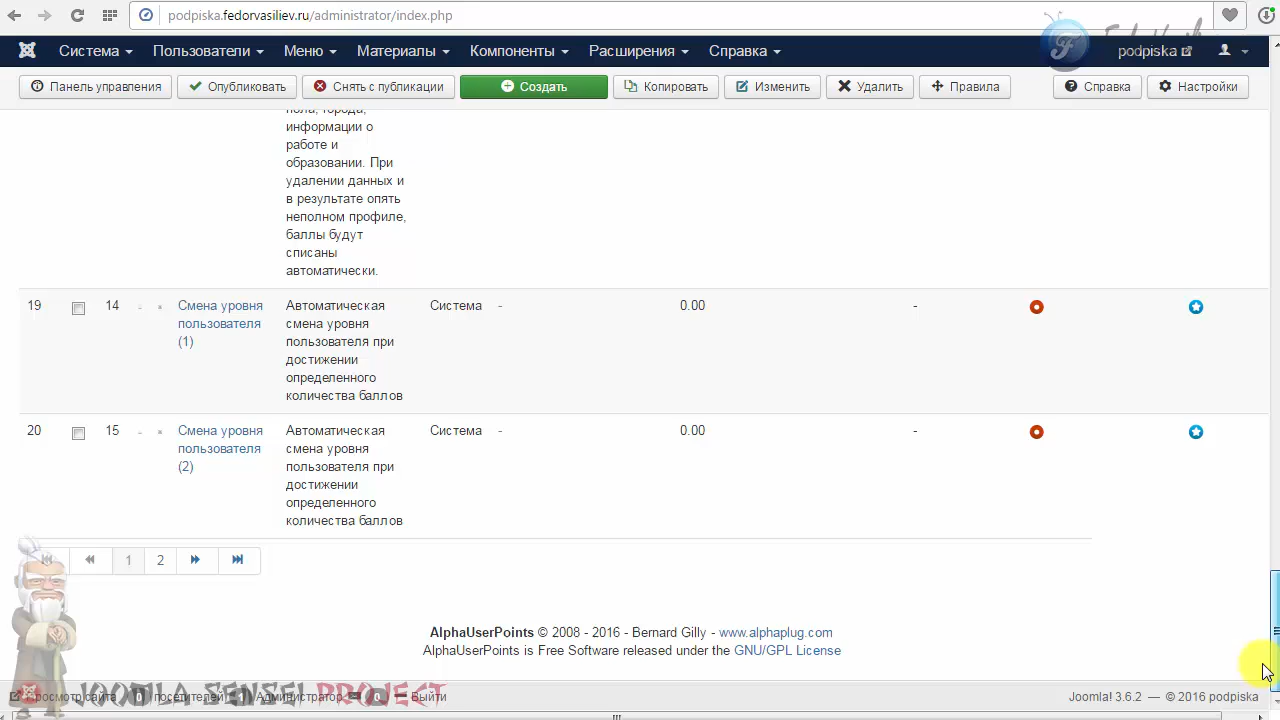 podpiska.fedorvasiliev.ru/administrator/index.php
Система Пользователи Меню Материалы Компоненты Расширения Справка podpiska
Панель управления Опубликовать Снять с публикации Создать Копировать Изменить Удалить Правила Справка Настройки
пола, города,
информации о
работе и
образовании. При
удалении данных и
в результате опять
неполном профиле,
баллы будут
списаны
автоматически.
19 14 Смена уровня пользователя (1) Автоматическая смена уровня пользователя при достижении определенного количества баллов Система - 0.00 -
20 15 Смена уровня пользователя (2) Автоматическая смена уровня пользователя при достижении определенного количества баллов Система - 0.00 -
1 2
AlphaUserPoints © 2008 - 2016 - Bernard Gilly - www.alphaplug.com
AlphaUserPoints is Free Software released under the GNU/GPL License
JOOMLA SENSEI PROJECT
посетителей Администратор Выйти Joomla! 3.6.2 — © 2016 podpiska